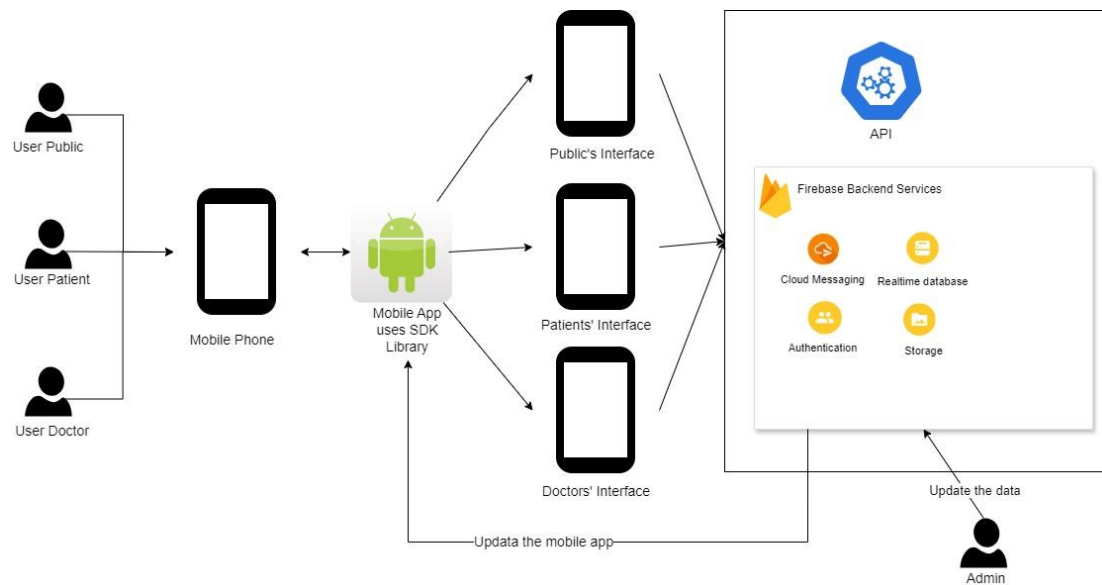 User Public
User Patient
User Doctor
Mobile Phone
Mobile App
uses SDK
Library
Public's Interface
Patients' Interface
Doctors' Interface
API
Firebase Backend Services
Cloud Messaging
Realtime database
Authentication
Storage
Update the data
Updata the mobile app
Admin